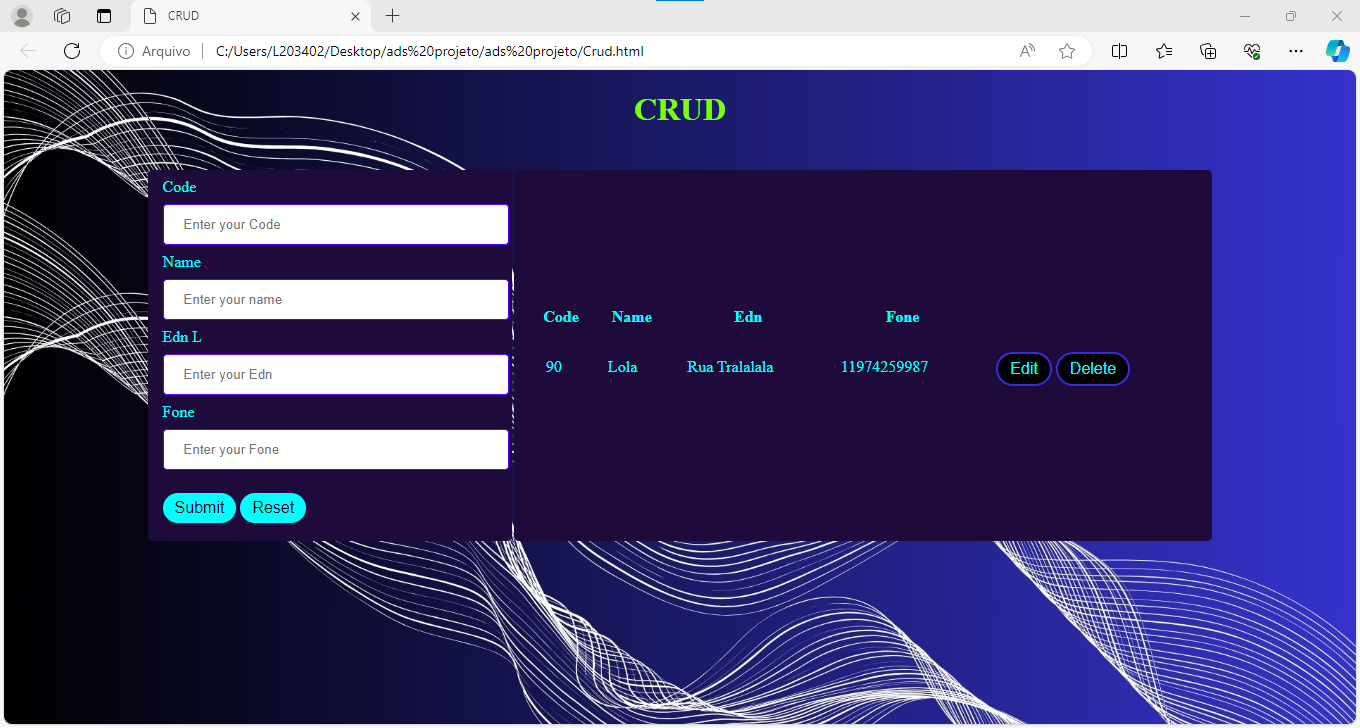 CRUD
Arquivo C:/Users/L203402/Desktop/ads%20projeto/ads%20projeto/Crud.html
CRUD
Code
Enter your Code
Name
Enter your name
Edn L
Enter your Edn
Fone
Enter your Fone
Submit Reset
Code Name Edn Fone
90 Lola Rua Tralalala 11974259987 Edit Delete